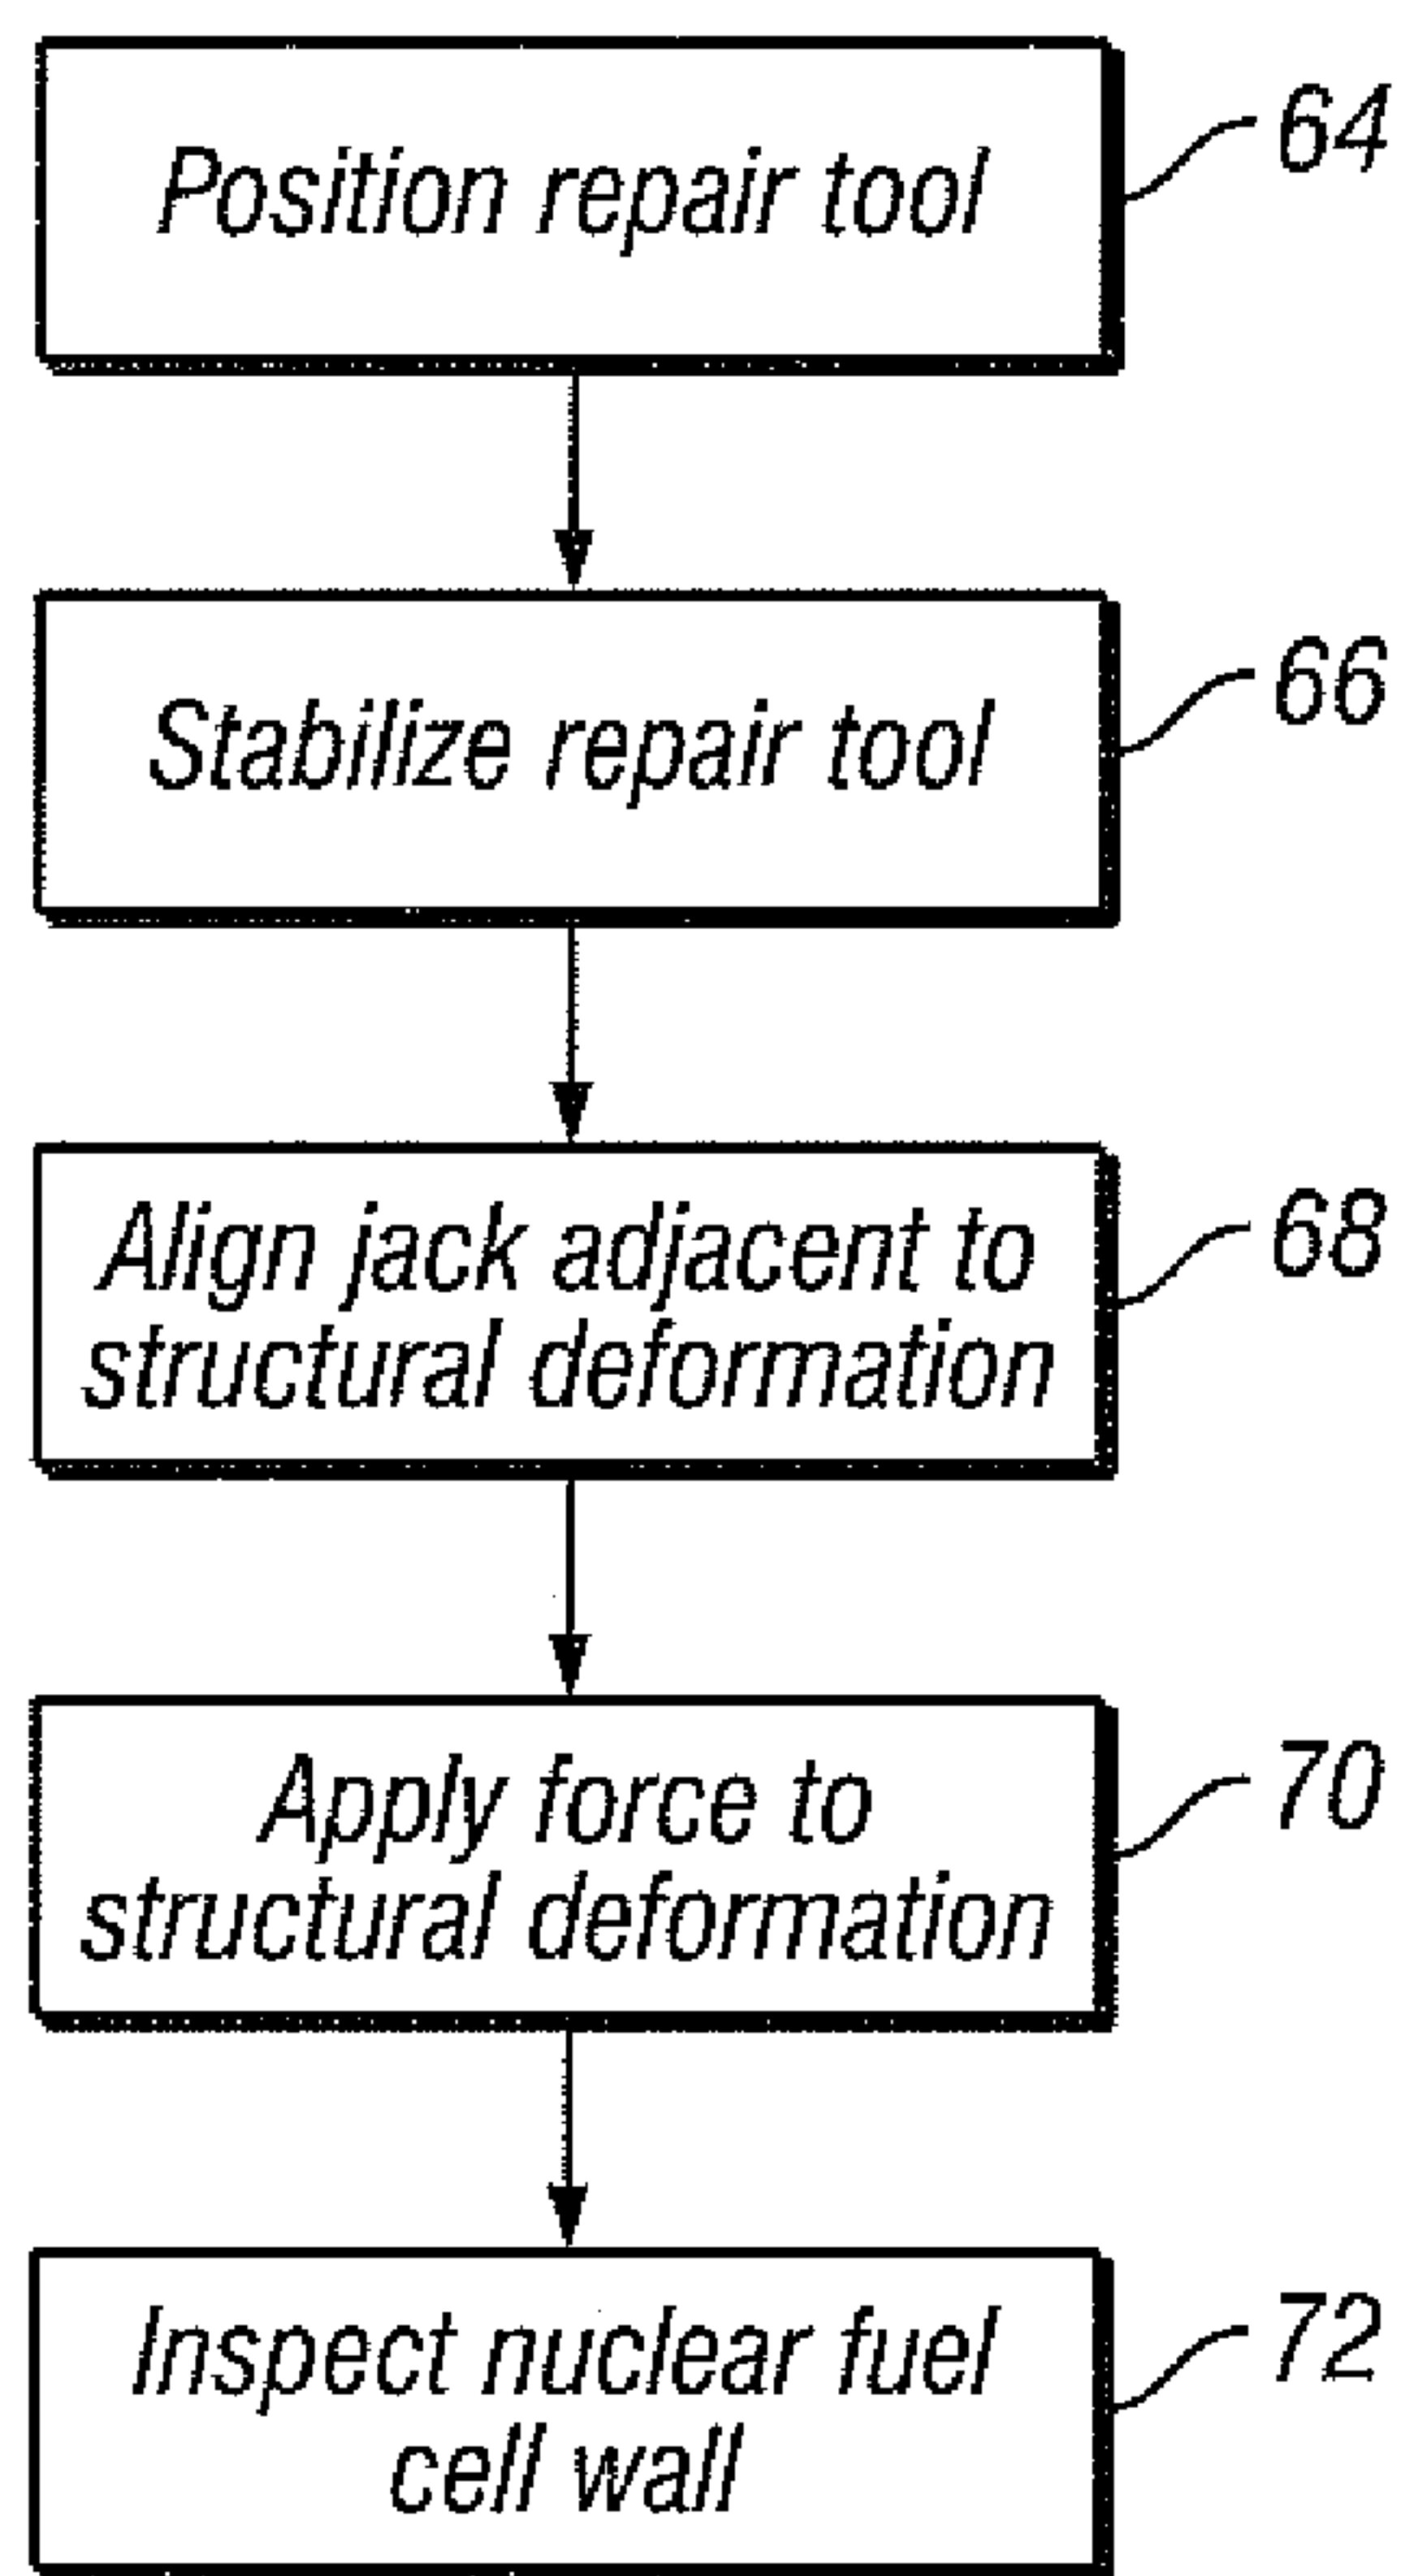 Position repair tool
64
Stabilize repair tool
66
Align jack adjacent to
structural deformation
68
Apply force to
structural deformation
70
Inspect nuclear fuel
cell wall
72